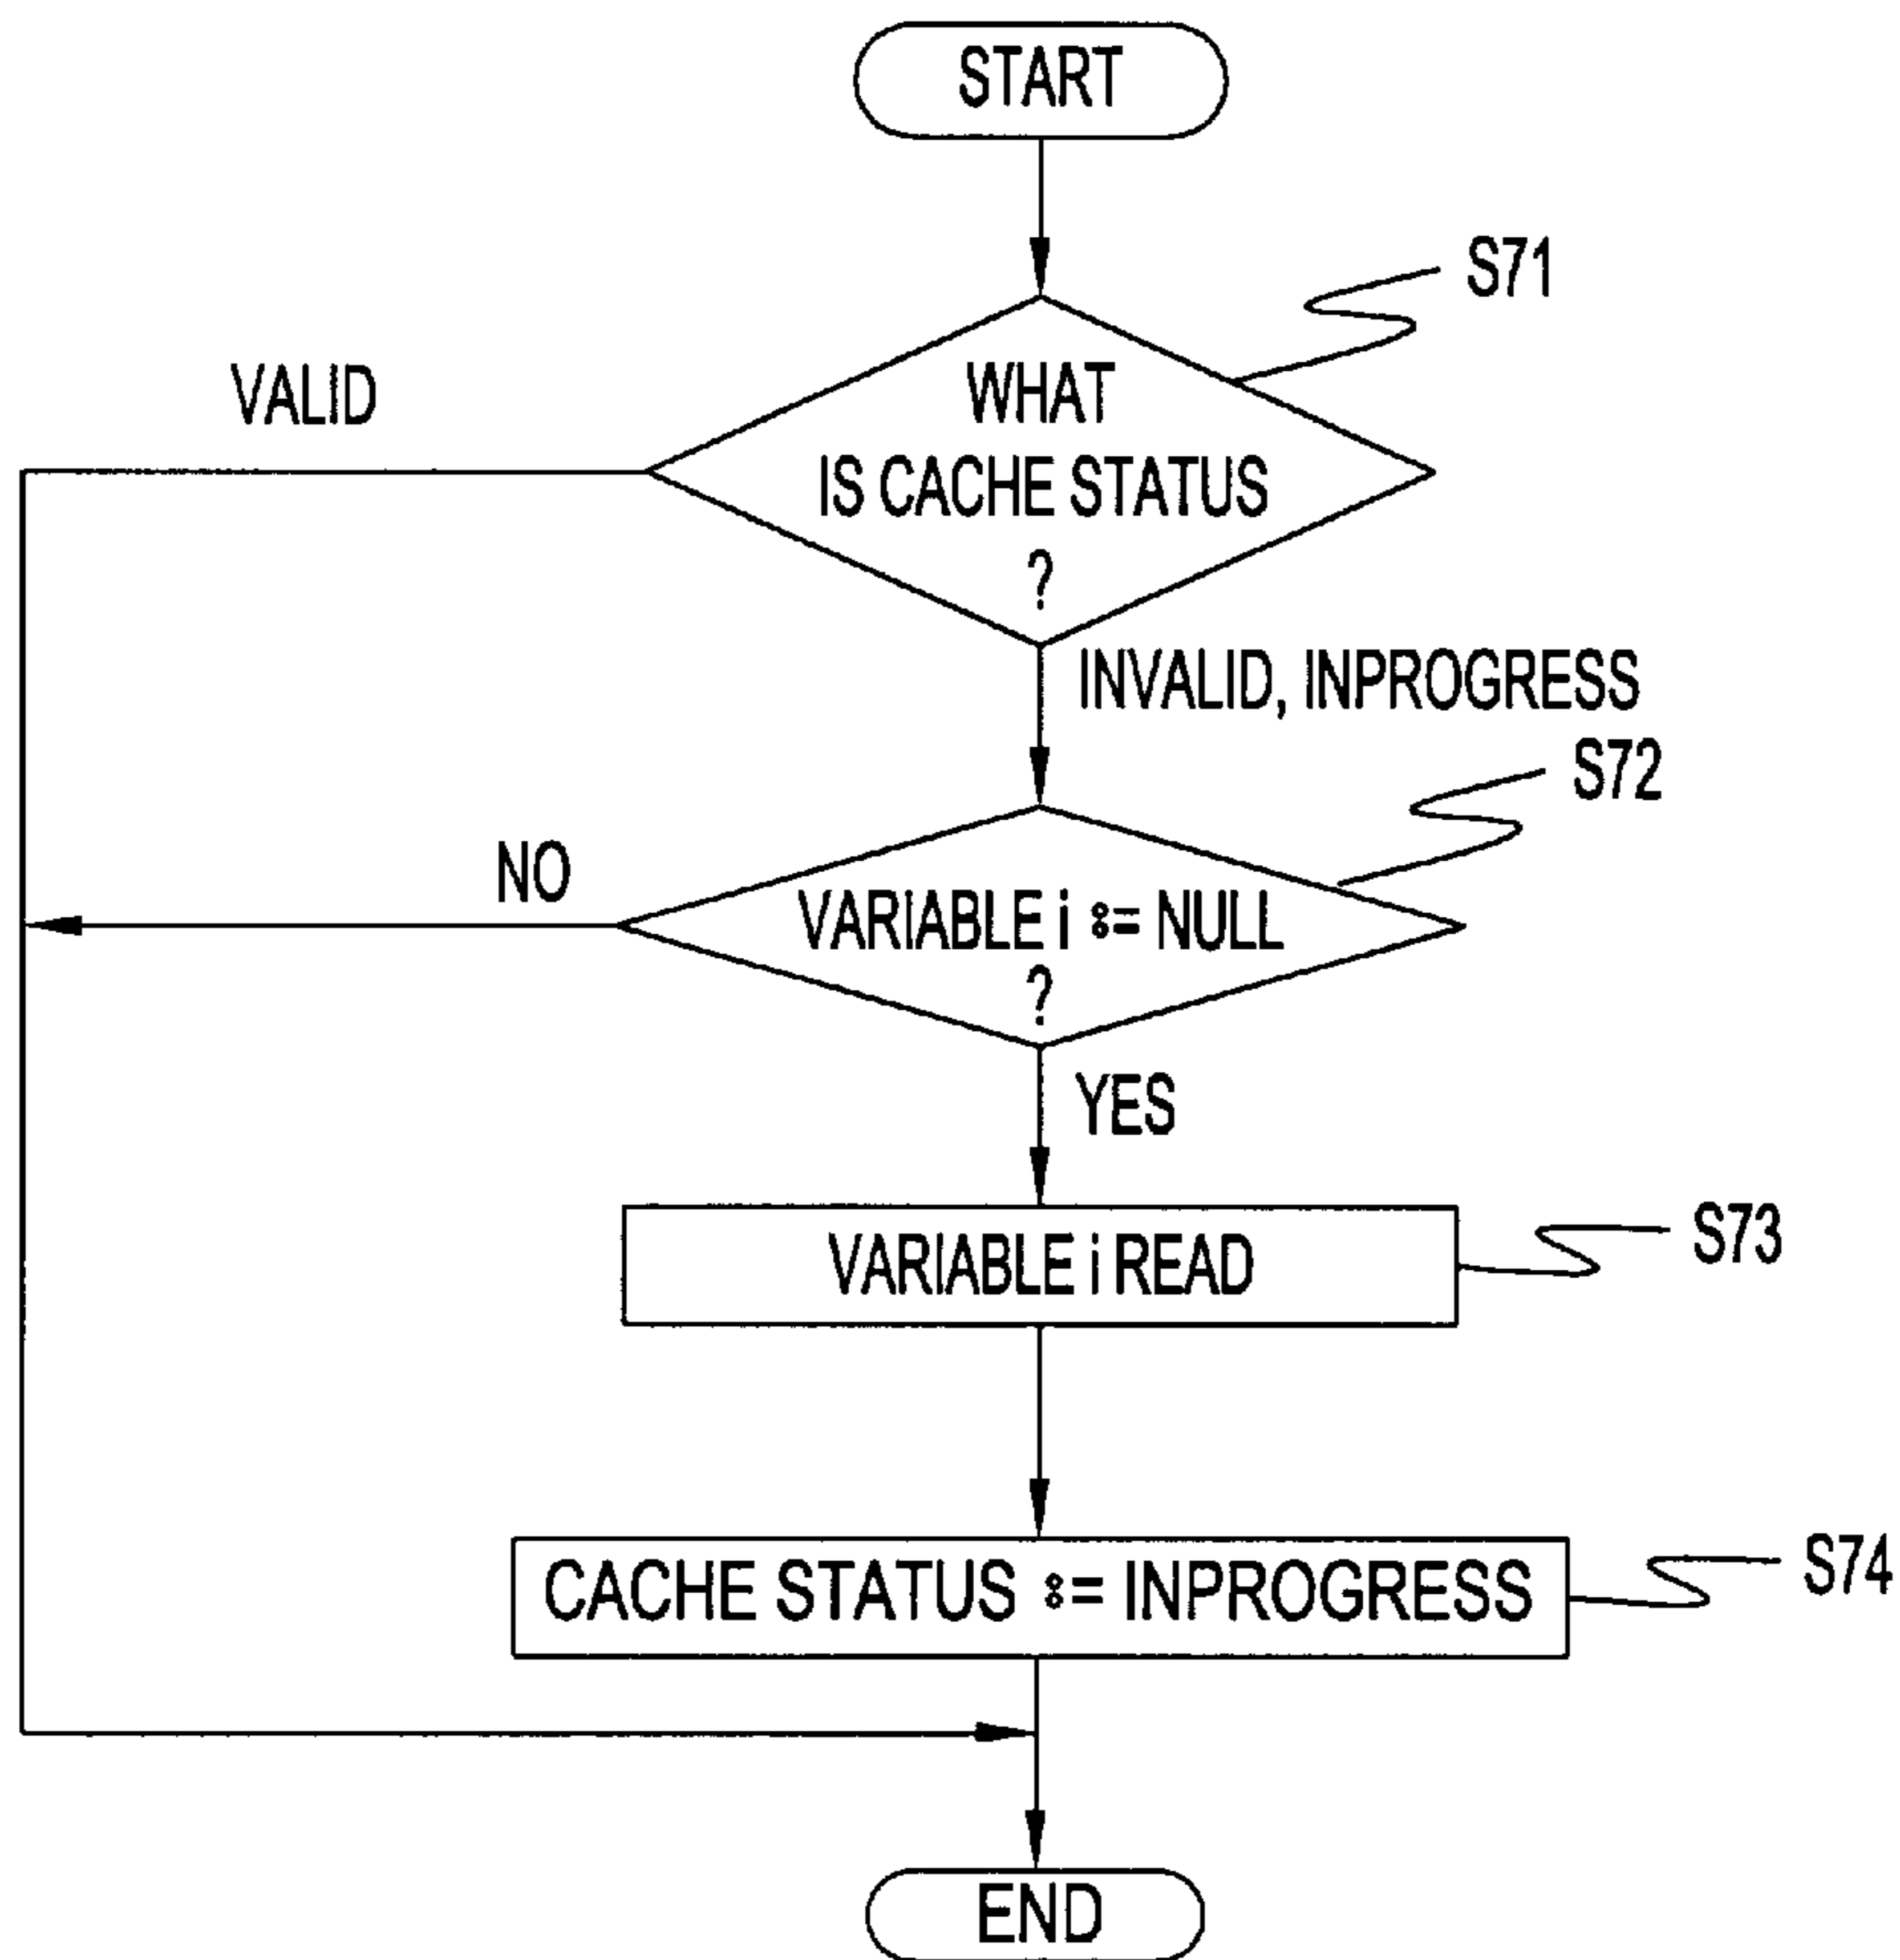 START
S71
VALID
WHAT
IS CACHE STATUS
?
INVALID, INPROGRESS
S72
NO
VARIABLE i := NULL
?
YES
VARIABLE i READ
S73
CACHE STATUS := INPROGRESS
S74
END